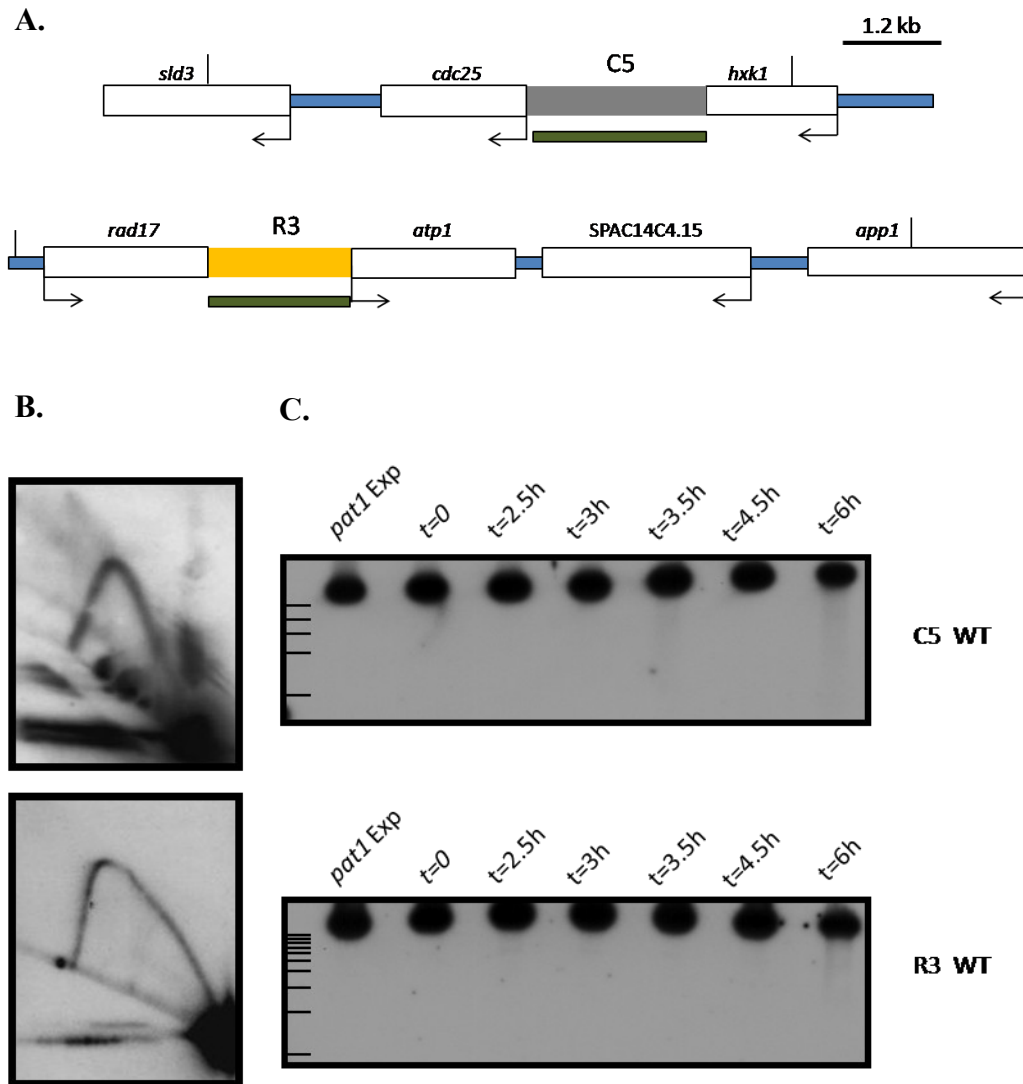 A.
1.2 kb
sld3 cdc25 C5 hxk1
rad17 R3 atp1 SPAC14C4.15 app1
B.
C.
pat1 Exp t=0 t=2.5h t=3h t=3.5h t=4.5h t=6h
C5 WT
pat1 Exp t=0 t=2.5h t=3h t=3.5h t=4.5h t=6h
R3 WT